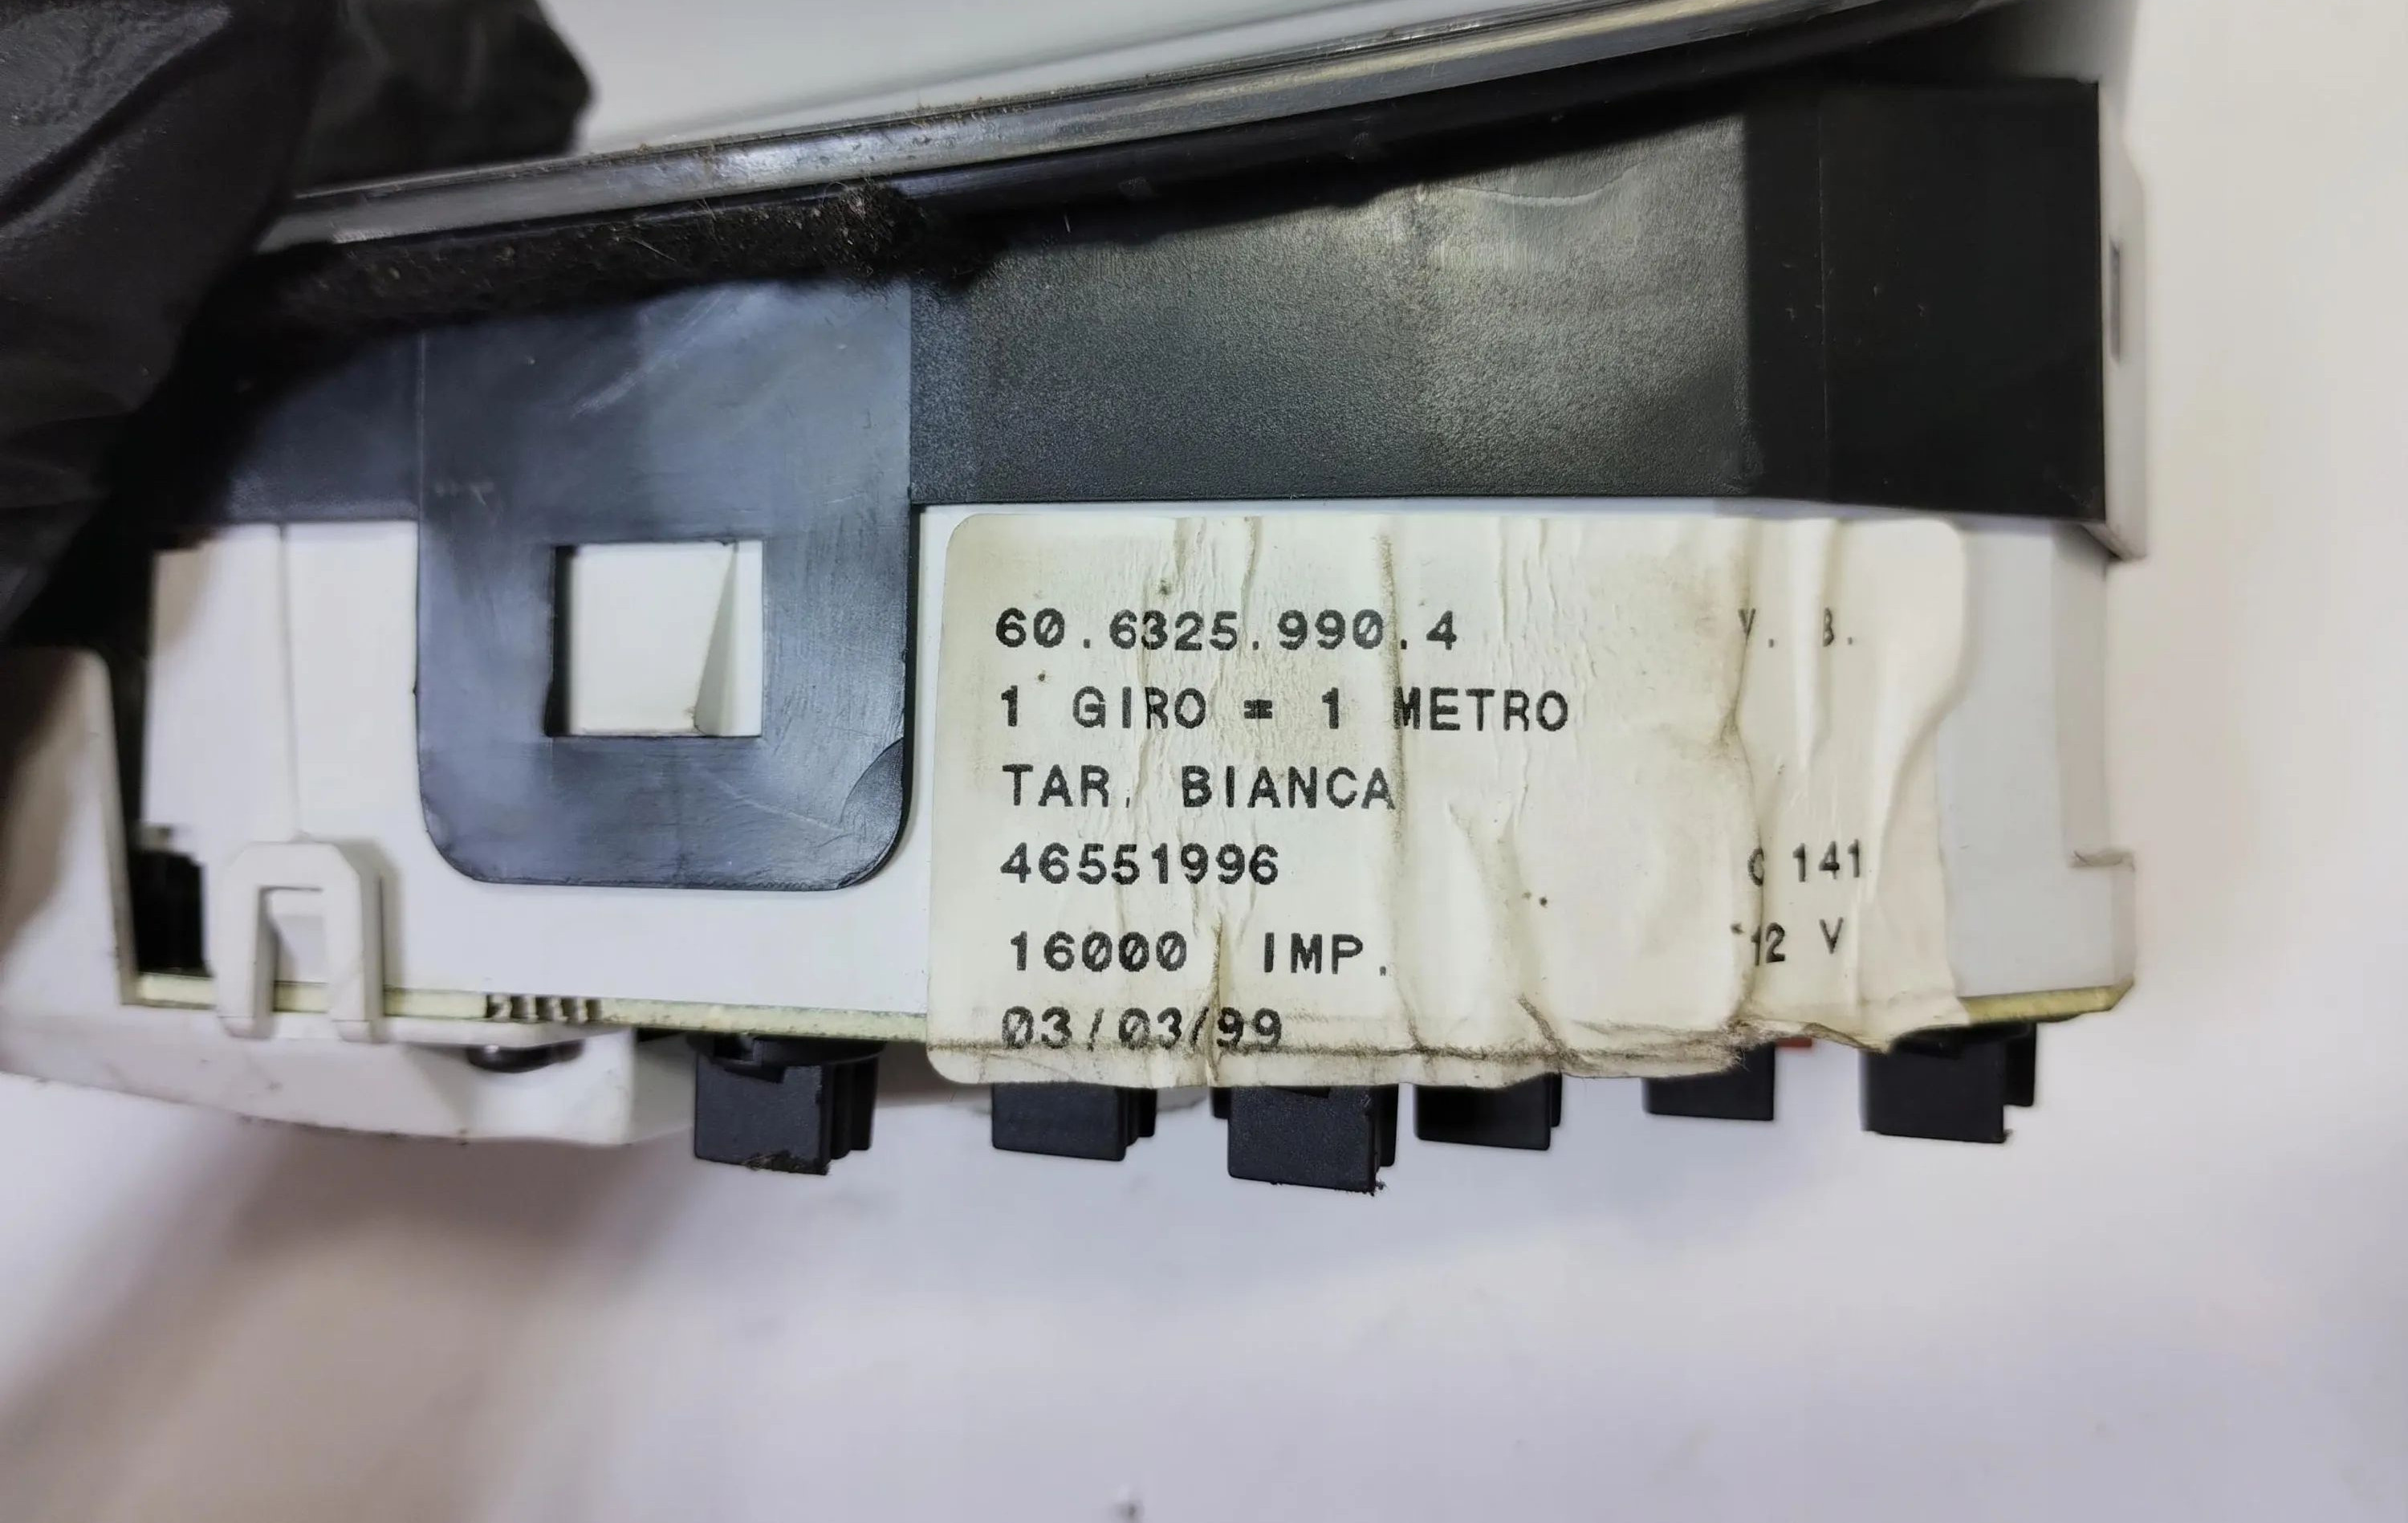 60.6325.990.4 V. B.
1 GIRO = 1 METRO
TAR. BIANCA
46551996 C 141
16000 IMP. 12 V
03/03/99